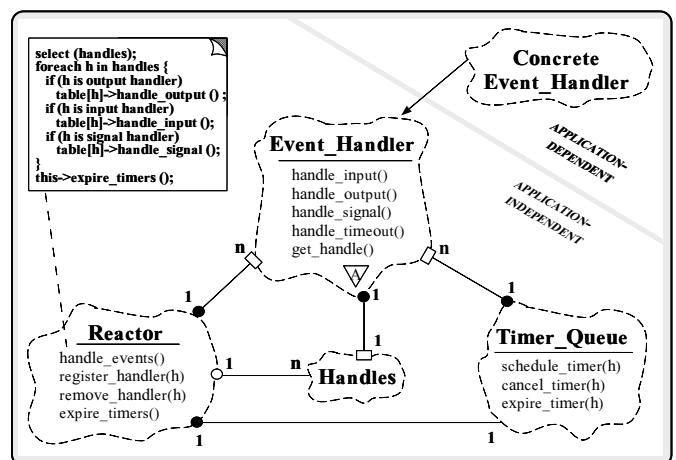 select (handles);
foreach h in handles {
if (h is output handler)
table[h]->handle_output () ;
if (h is input handler)
table[h]->handle_input ();
if (h is signal handler)
table[h]->handle_signal ();
}
this->expire_timers ();
Concrete
Event_Handler
APPLICATION-
DEPENDENT
APPLICATION-
INDEPENDENT
Event_Handler
handle_input()
handle_output()
handle_signal()
handle_timeout()
get_handle()
A
n
n
1
1
1
Reactor
handle_events()
register_handler(h)
remove_handler(h)
expire_timers()
1
n
1
Handles
Timer_Queue
schedule_timer(h)
cancel_timer(h)
expire_timer(h)
1
1